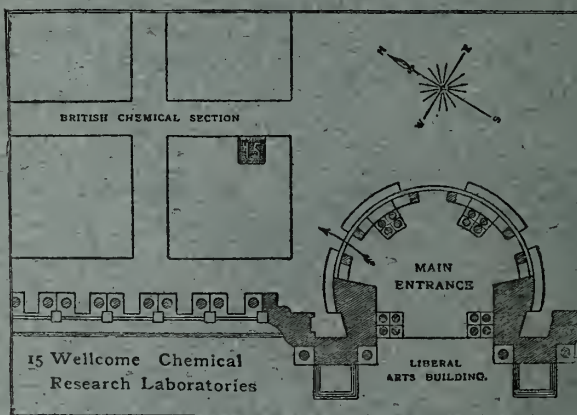 BRITISH CHEMICAL SECTION
15
N
S
MAIN
ENTRANCE
15 Wellcome Chemical
Research Laboratories
LIBERAL
ARTS BUILDING.